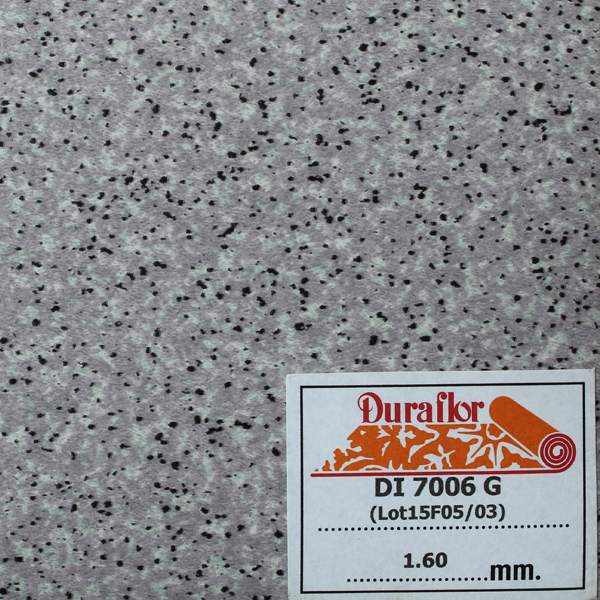 Duraflor
DI 7006 G
(Lot15F05/03)
1.60
mm.